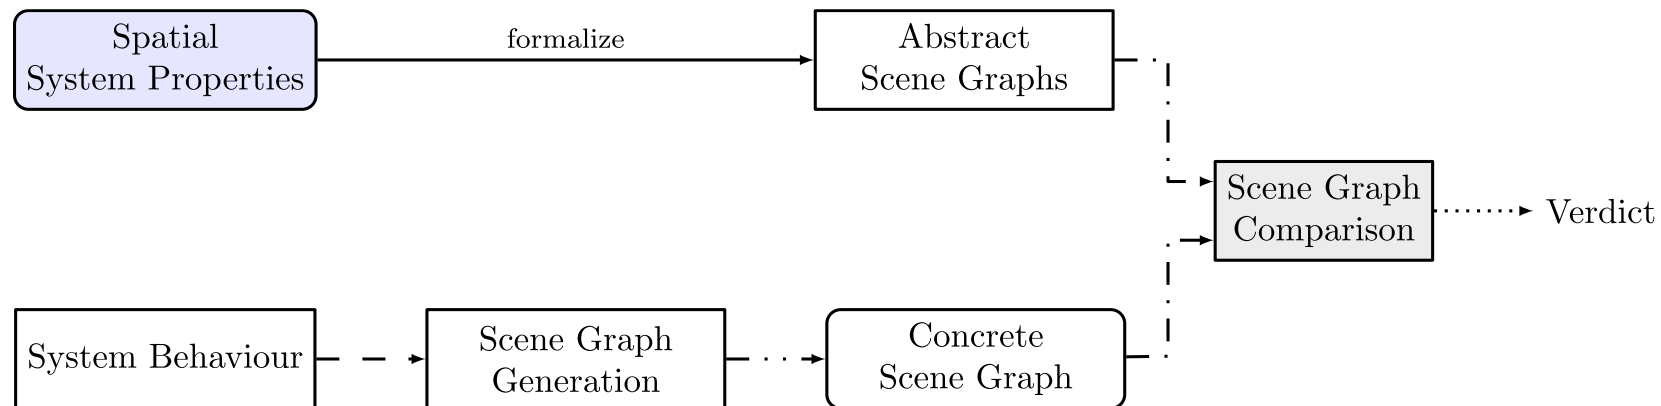 Spatial
System Properties
formalize
Abstract
Scene Graphs
Scene Graph
Comparison
Verdict
System Behaviour
Scene Graph
Generation
Concrete
Scene Graph